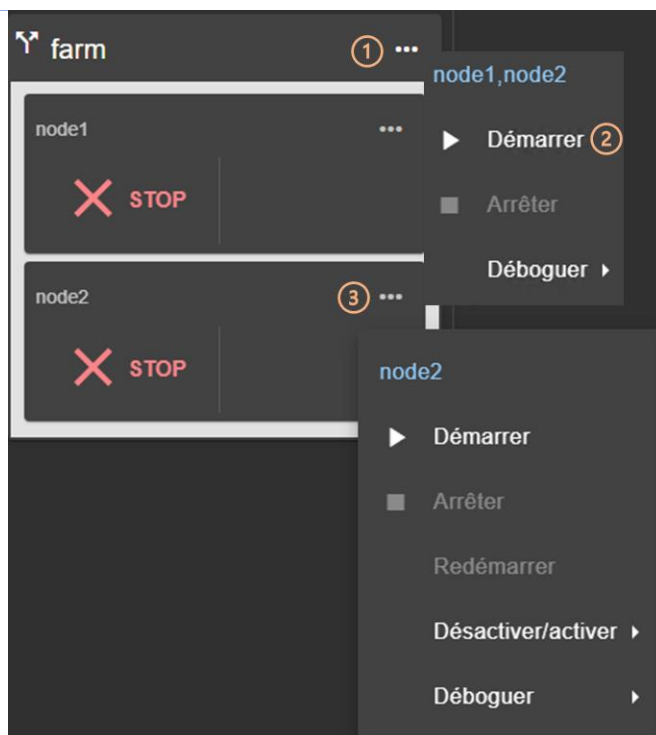 farm
1
node1,node2
node1
Démarrer 2
STOP
Arrêter
Déboguer
node2
3
STOP
node2
Démarrer
Arrêter
Redémarrer
Désactiver/activer
Déboguer